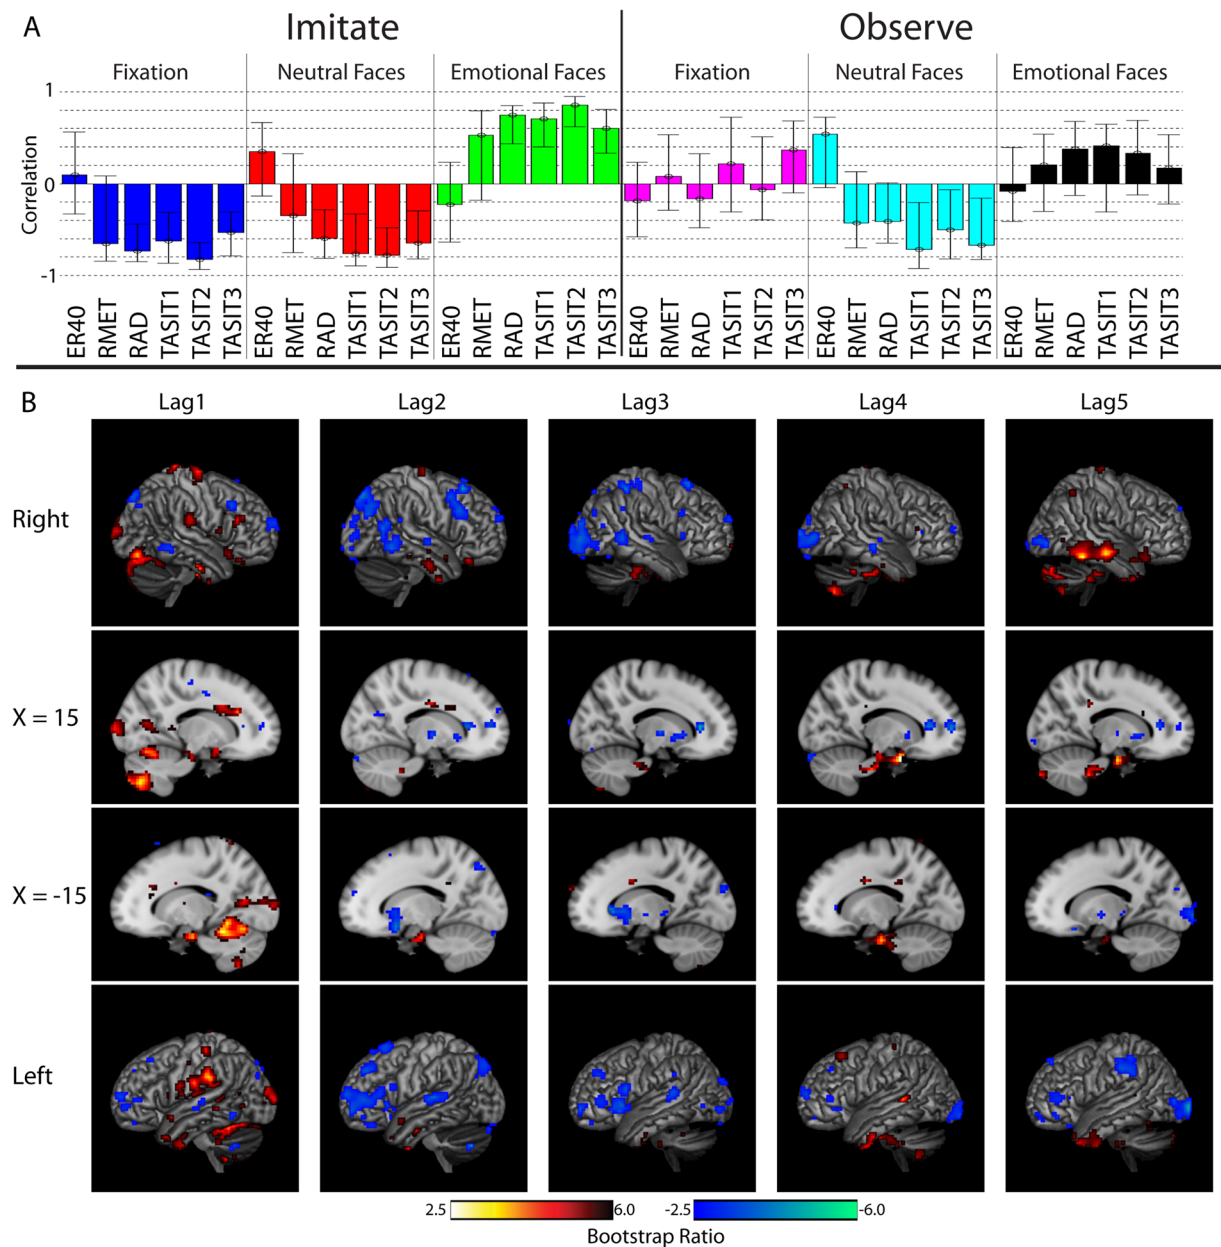 A
Imitate
Observe
Fixation
Neutral Faces
Emotional Faces
Fixation
Neutral Faces
Emotional Faces
Correlation
1
0
-1
ER40
RMET
RAD
TASIT1
TASIT2
TASIT3
ER40
RMET
RAD
TASIT1
TASIT2
TASIT3
ER40
RMET
RAD
TASIT1
TASIT2
TASIT3
ER40
RMET
RAD
TASIT1
TASIT2
TASIT3
ER40
RMET
RAD
TASIT1
TASIT2
TASIT3
ER40
RMET
RAD
TASIT1
TASIT2
TASIT3
B
Lag1
Lag2
Lag3
Lag4
Lag5
Right
X = 15
X = -15
Left
2.5
6.0
-2.5
-6.0
Bootstrap Ratio